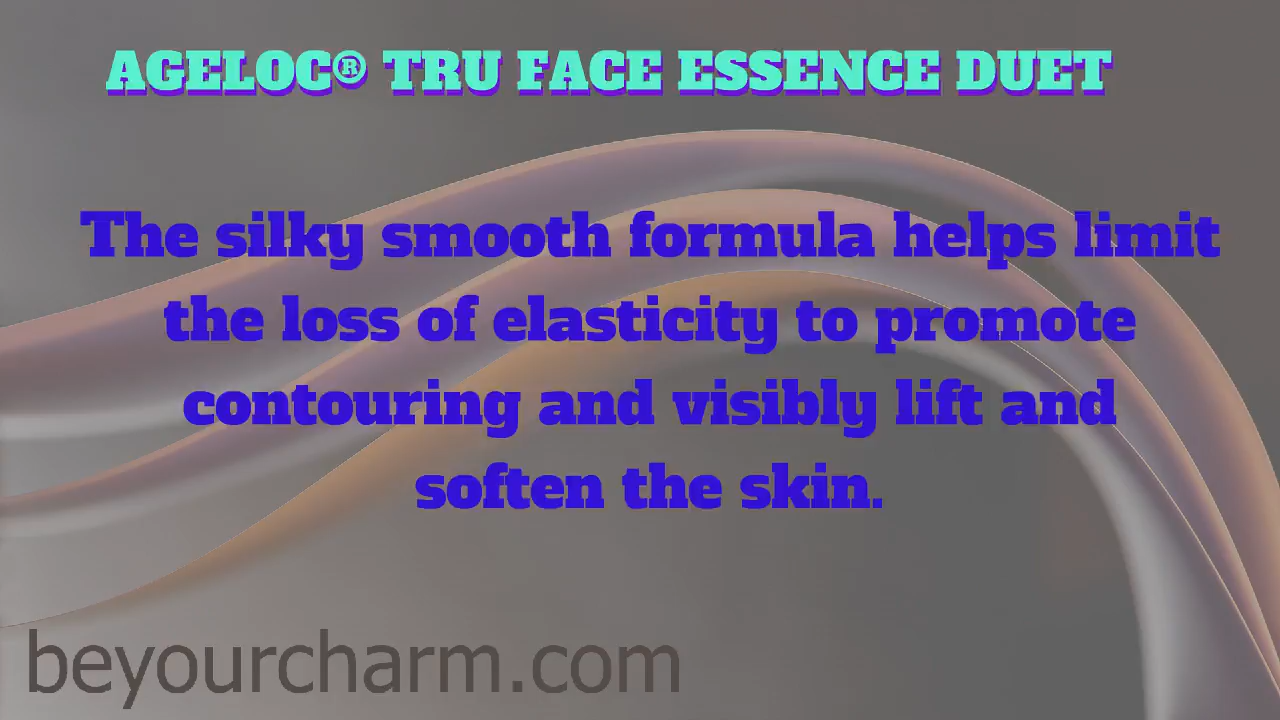 AGELOC® TRU FACE ESSENCE DUET
The silky smooth formula helps limit
the loss of elasticity to promote
contouring and visibly lift and
soften the skin.
beyourcharm.com